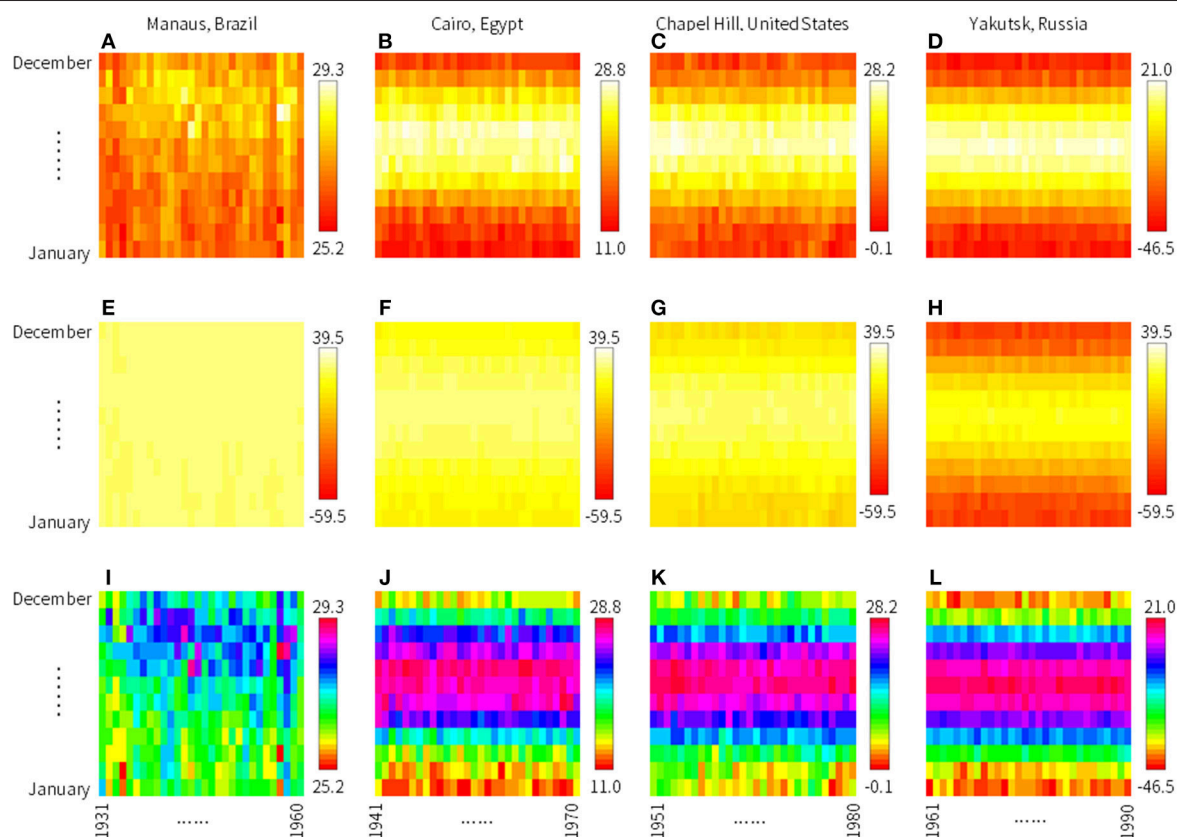 Manaus, Brazil Cairo, Egypt Chapel Hill, United States Yakutsk, Russia
A B C D
December 29.3 28.8 28.2 21.0
January 25.2 11.0 -0.1 -46.5
E F G H
December 39.5 39.5 39.5 39.5
January -59.5 -59.5 -59.5 -59.5
I J K L
December 29.3 28.8 28.2 21.0
January 25.2 11.0 -0.1 -46.5
1931 ...... 1960 1941 ...... 1970 1951 ...... 1980 1961 ...... 1990